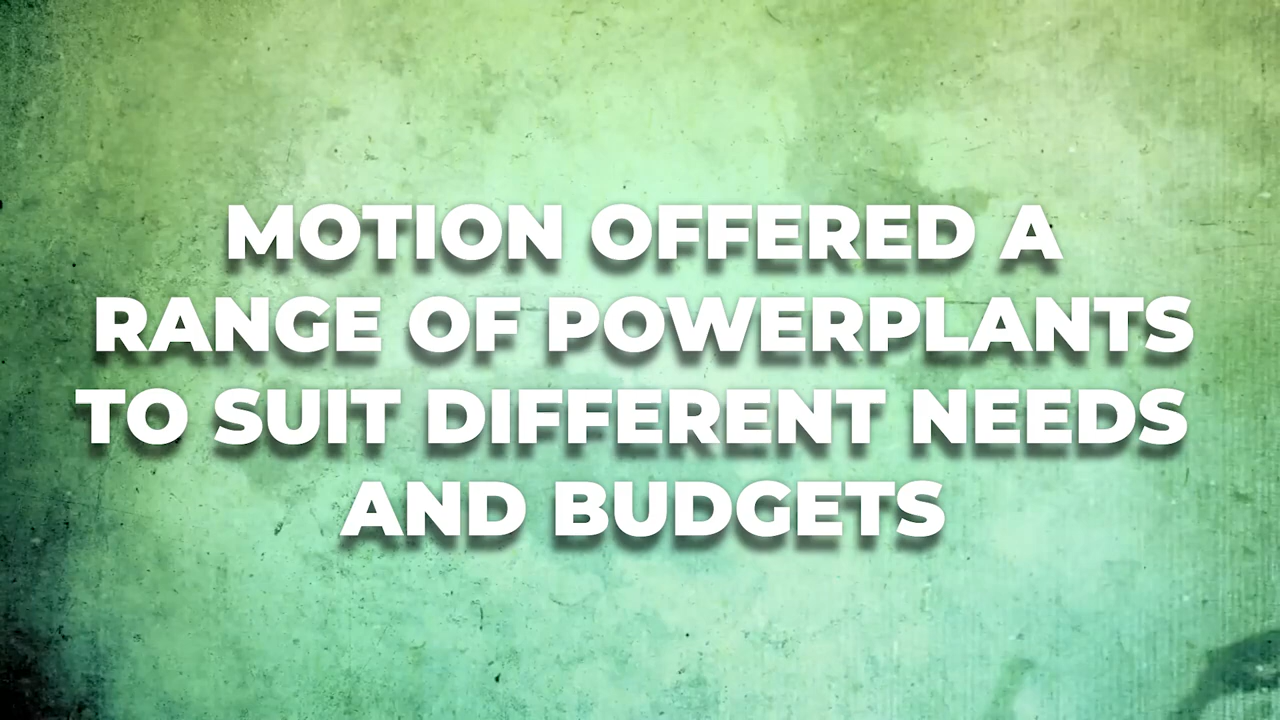 MOTION OFFERED A
RANGE OF POWERPLANTS
TO SUIT DIFFERENT NEEDS
AND BUDGETS